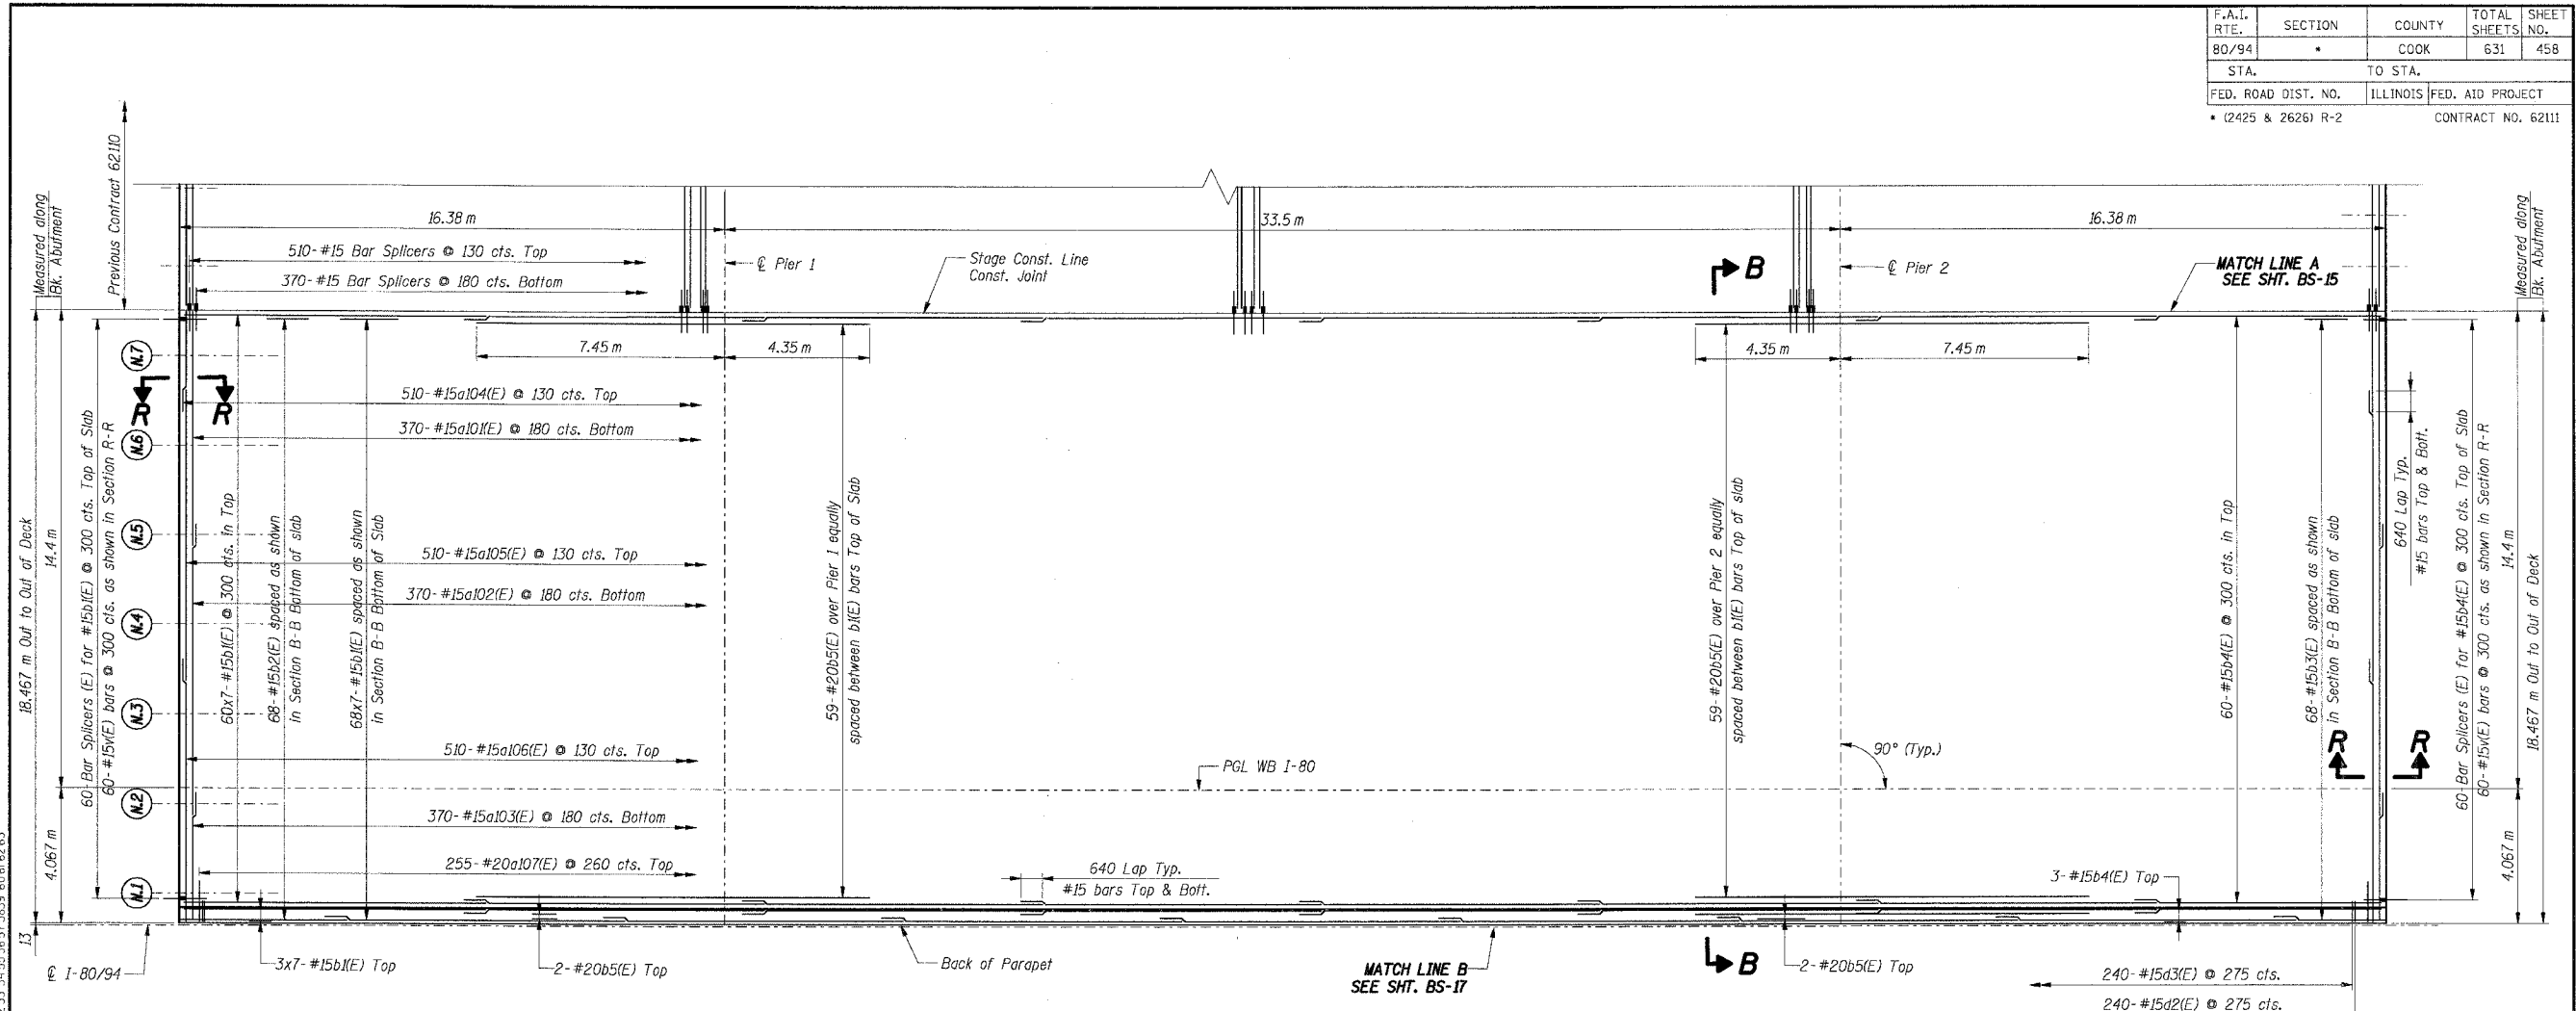 F.A.I. RTE.
SECTION
COUNTY
TOTAL SHEETS
SHEET NO.
80/94
*
COOK
631
458
STA.
TO STA.
FED. ROAD DIST. NO.
ILLINOIS
FED. AID PROJECT
* (2425 & 2626) R-2
CONTRACT NO. 62111
Measured along
Bk. Abutment
Previous Contract 62110
16.38 m
33.5 m
16.38 m
510-#15 Bar Splicers @ 130 cts. Top
370-#15 Bar Splicers @ 180 cts. Bottom
℄ Pier 1
Stage Const. Line
Const. Joint
B
℄ Pier 2
MATCH LINE A
SEE SHT. BS-15
Measured along
Bk. Abutment
7.45 m
4.35 m
4.35 m
7.45 m
N.7
N.6
N.5
N.4
N.3
N.2
N.1
R
R
510-#15a104(E) @ 130 cts. Top
370-#15a101(E) @ 180 cts. Bottom
510-#15a105(E) @ 130 cts. Top
370-#15a102(E) @ 180 cts. Bottom
510-#15a106(E) @ 130 cts. Top
370-#15a103(E) @ 180 cts. Bottom
255-#20a107(E) @ 260 cts. Top
18.467 m Out to Out of Deck
14.4 m
4.067 m
13
60-Bar Splicers (E) for #15b1(E) @ 300 cts. Top of Slab
60-#15v(E) bars @ 300 cts. as shown in Section R-R
60x7-#15b1(E) @ 300 cts. in Top
68-#15b2(E) spaced as shown
in Section B-B Bottom of slab
68x7-#15b1(E) spaced as shown
in Section B-B Bottom of Slab
59-#20b5(E) over Pier 1 equally
spaced between b1(E) bars Top of Slab
59-#20b5(E) over Pier 2 equally
spaced between b1(E) bars Top of slab
90° (Typ.)
PGL WB I-80
60-#15b4(E) @ 300 cts. in Top
68-#15b3(E) spaced as shown
in Section B-B Bottom of slab
R
R
640 Lap Typ.
#15 bars Top & Bott.
60-Bar Splicers (E) for #15b4(E) @ 300 cts. Top of Slab
60-#15v(E) bars @ 300 cts. as shown in Section R-R
14.4 m
4.067 m
18.467 m Out to Out of Deck
640 Lap Typ.
#15 bars Top & Bott.
3-#15b4(E) Top
℄ I-80/94
3x7-#15b1(E) Top
2-#20b5(E) Top
Back of Parapet
MATCH LINE B
SEE SHT. BS-17
B
2-#20b5(E) Top
240-#15d3(E) @ 275 cts.
240-#15d2(E) @ 275 cts.